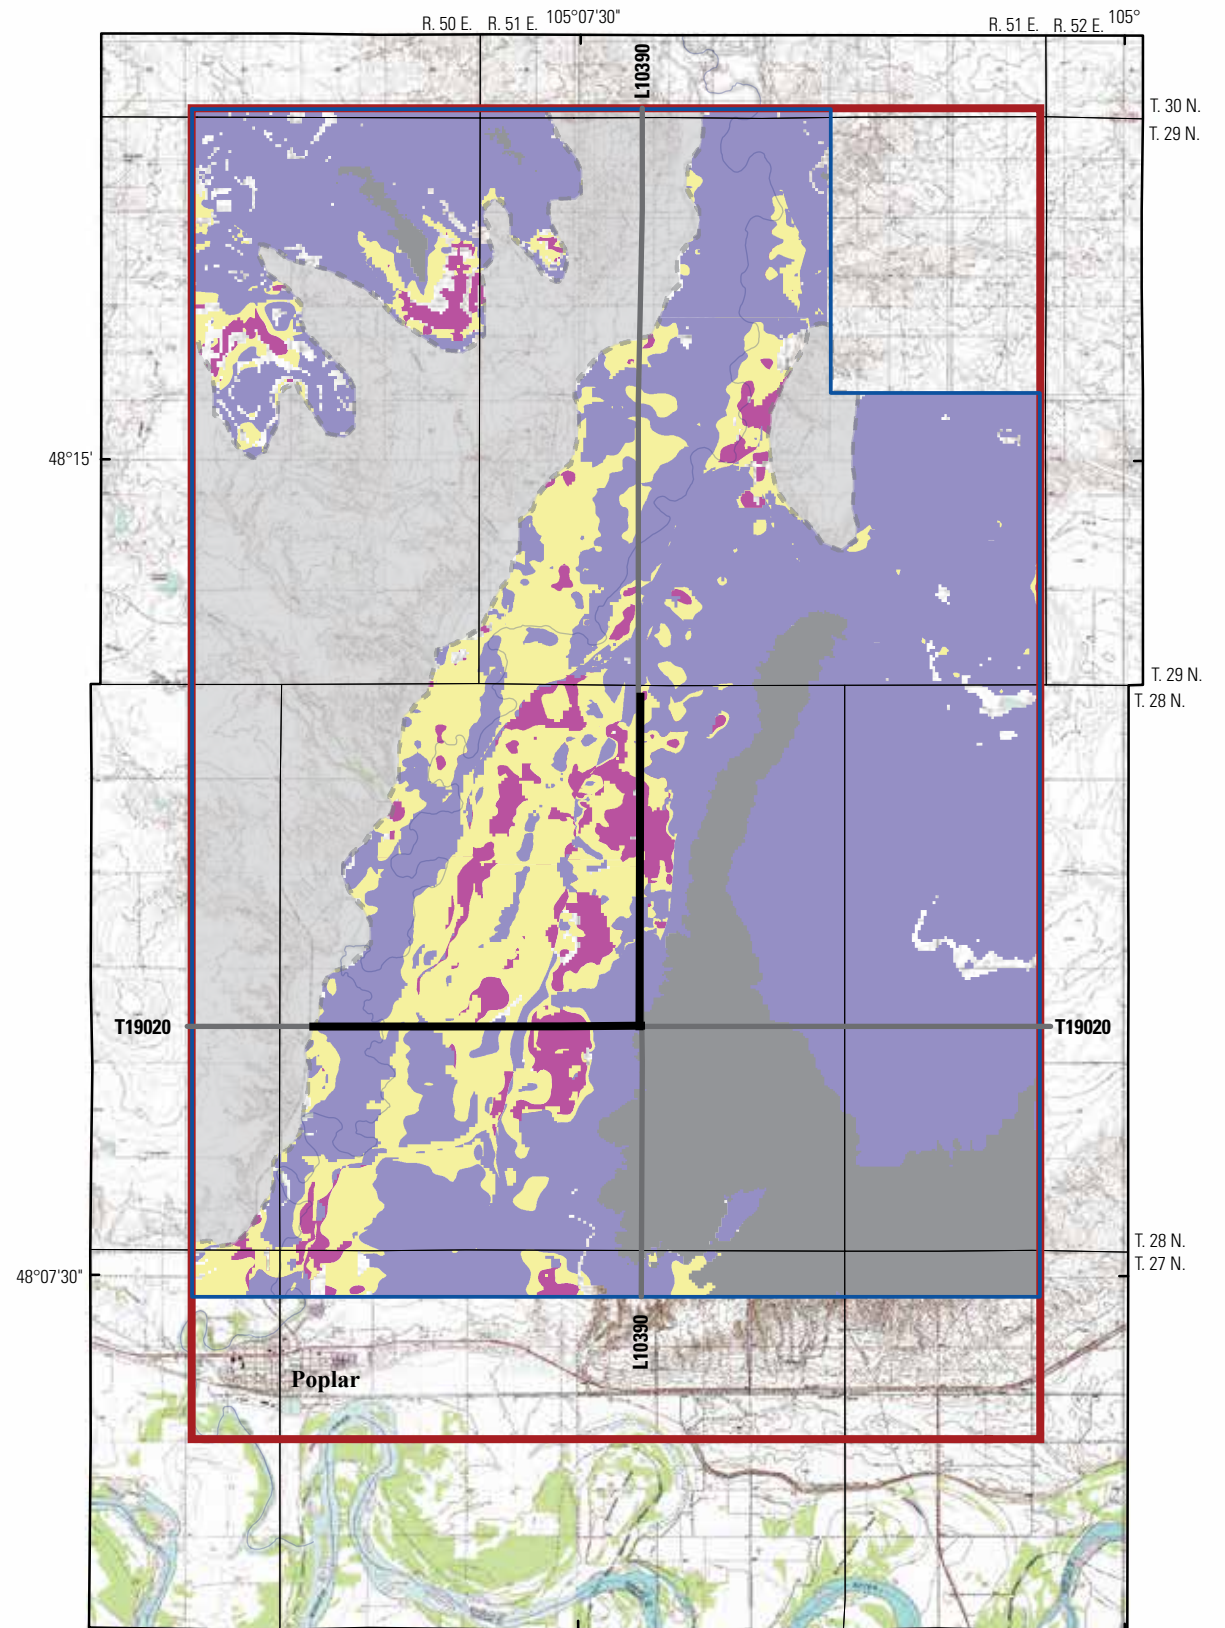 R. 50 E. R. 51 E. 105°07'30" R. 51 E. R. 52 E. 105°
L10390
T. 30 N.
T. 29 N.
48°15'
T. 29 N.
T. 28 N.
T19020 T19020
T. 28 N.
T. 27 N.
48°07'30"
L10390
Poplar